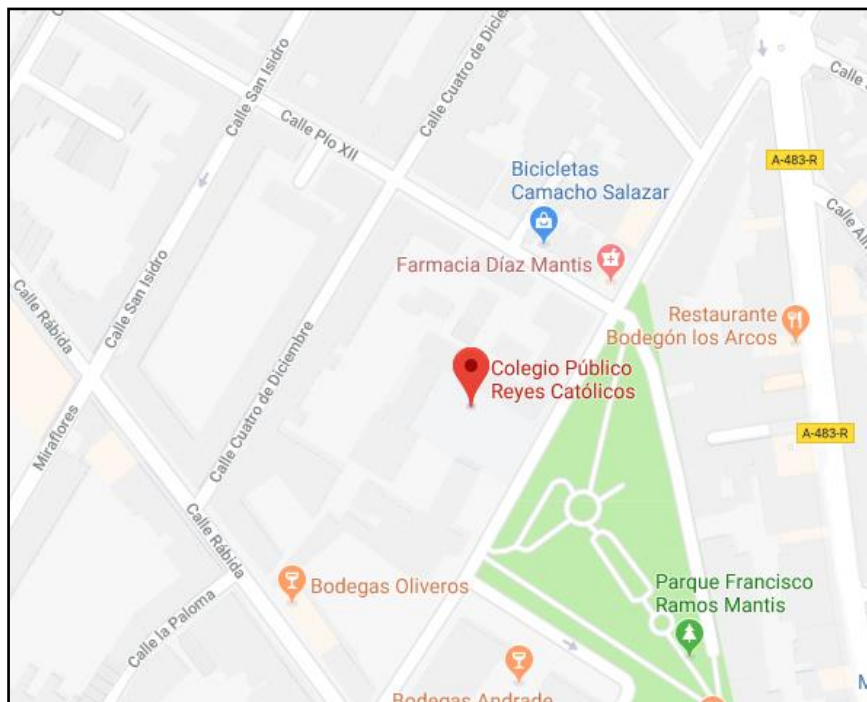 Calle San Isidro
Calle Cuatro de Diciembre
Calle Pío XII
A-483-R
Bicicletas
Camacho Salazar
Farmacia Díaz Mantis
Calle San Isidro
Calle Rábida
Restaurante
Bodegón los Arcos
Calle Cuatro de Diciembre
Colegio Público
Reyes Católicos
Miraflores
A-483-R
Calle Rábida
Bodegas Oliveros
Parque Francisco
Ramos Mantis
Calle la Paloma
Bodegas Andrade